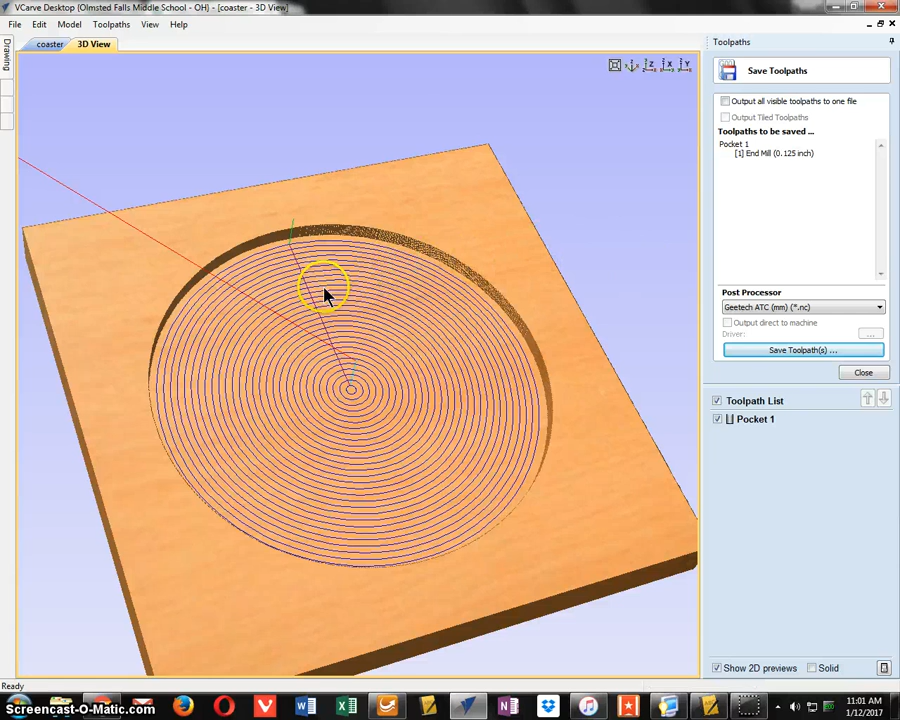 VCarve Desktop (Olmsted Falls Middle School - OH) - [coaster - 3D View]
File Edit Model Toolpaths View Help
Drawing
coaster 3D View
Z X Y
Toolpaths
Save Toolpaths
Output all visible toolpaths to one file
Output Tiled Toolpaths
Toolpaths to be saved ...
Pocket 1
[1] End Mill (0.125 inch)
Post Processor
Geetech ATC (mm) (*.nc)
Output direct to machine
Driver: ...
Save Toolpath(s) ...
Close
Toolpath List
Pocket 1
Show 2D previews Solid
Ready
Screencast-O-Matic.com
11:01 AM
1/12/2017